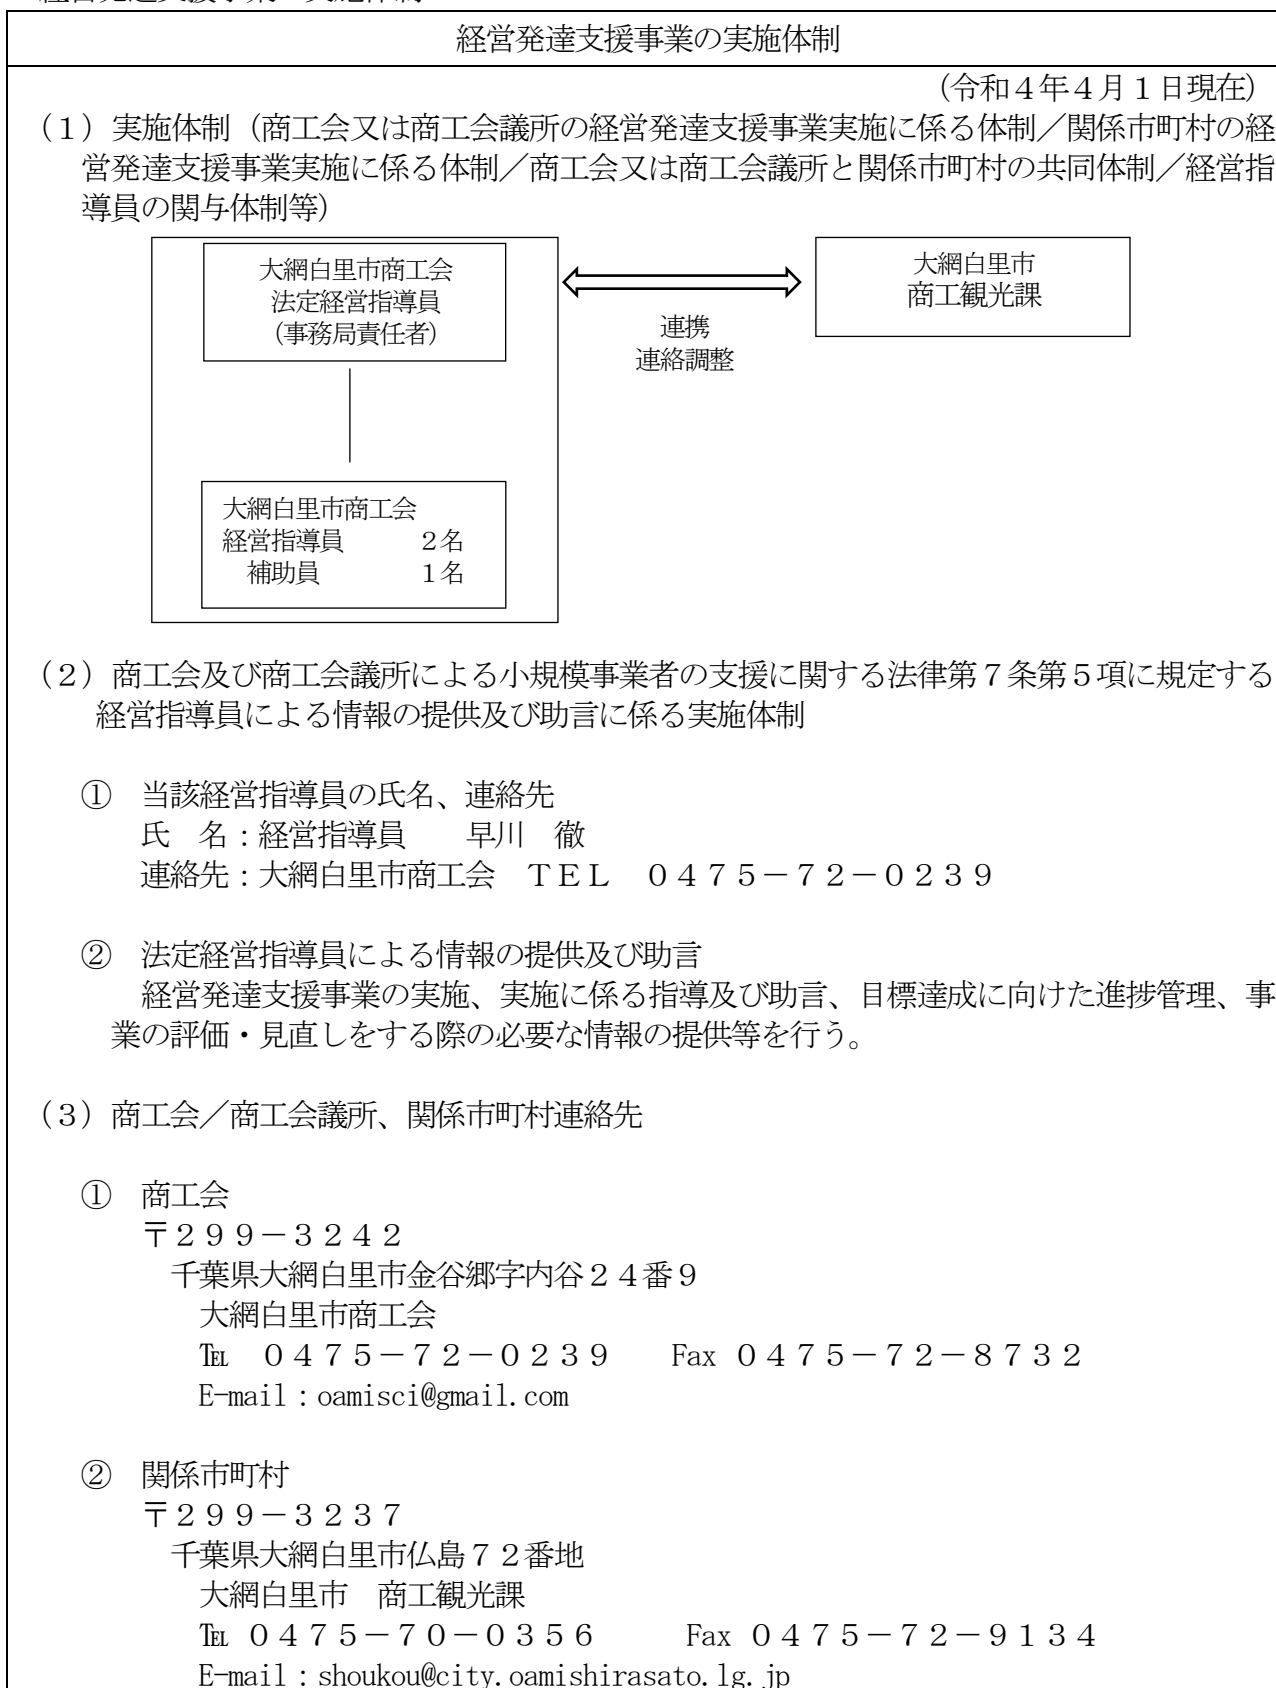 経営発達支援事業の実施体制
（令和４年４月１日現在）
（１）実施体制（商工会又は商工会議所の経営発達支援事業実施に係る体制／関係市町村の経
営発達支援事業実施に係る体制／商工会又は商工会議所と関係市町村の共同体制／経営指
導員の関与体制等）
大網白里市商工会
法定経営指導員
（事務局責任者）
連携
連絡調整
大網白里市
商工観光課
大網白里市商工会
経営指導員　　　２名
補助員　　　　１名
（２）商工会及び商工会議所による小規模事業者の支援に関する法律第７条第５項に規定する
経営指導員による情報の提供及び助言に係る実施体制
①　当該経営指導員の氏名、連絡先
氏　名：経営指導員　　早川　徹
連絡先：大網白里市商工会　ＴＥＬ　０４７５－７２－０２３９
②　法定経営指導員による情報の提供及び助言
経営発達支援事業の実施、実施に係る指導及び助言、目標達成に向けた進捗管理、事
業の評価・見直しをする際の必要な情報の提供等を行う。
（３）商工会／商工会議所、関係市町村連絡先
①　商工会
〒２９９－３２４２
千葉県大網白里市金谷郷字内谷２４番９
大網白里市商工会
℡　０４７５－７２－０２３９　　Fax ０４７５－７２－８７３２
E-mail：oamisci@gmail.com
②　関係市町村
〒２９９－３２３７
千葉県大網白里市仏島７２番地
大網白里市　商工観光課
℡ ０４７５－７０－０３５６　　　Fax ０４７５－７２－９１３４
E-mail：shoukou@city.oamishirasato.lg.jp